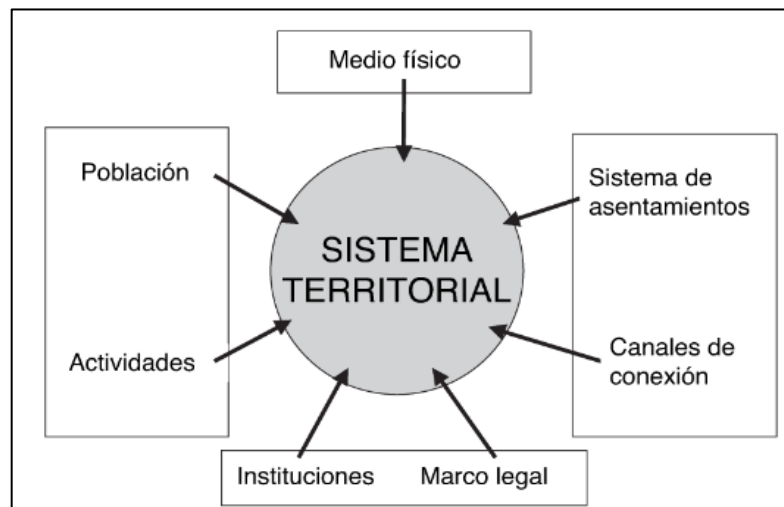 Medio físico
Población
Sistema de
asentamientos
SISTEMA
TERRITORIAL
Actividades
Canales de
conexión
Instituciones
Marco legal